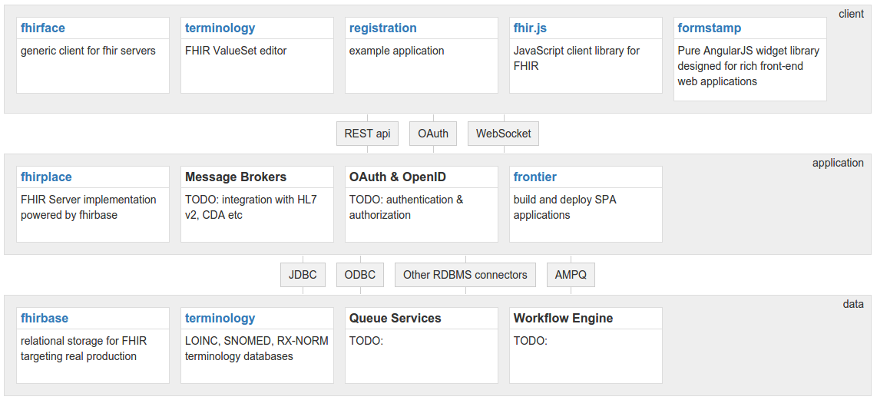 client
fhirface
generic client for fhir servers
terminology
FHIR ValueSet editor
registration
example application
fhir.js
JavaScript client library for
FHIR
formstamp
Pure AngularJS widget library
designed for rich front-end
web applications
REST api
OAuth
WebSocket
application
fhirplace
FHIR Server implementation
powered by fhirbase
Message Brokers
TODO: integration with HL7
v2, CDA etc
OAuth & OpenID
TODO: authentication &
authorization
frontier
build and deploy SPA
applications
JDBC
ODBC
Other RDBMS connectors
AMPQ
data
fhirbase
relational storage for FHIR
targeting real production
terminology
LOINC, SNOMED, RX-NORM
terminology databases
Queue Services
TODO:
Workflow Engine
TODO: